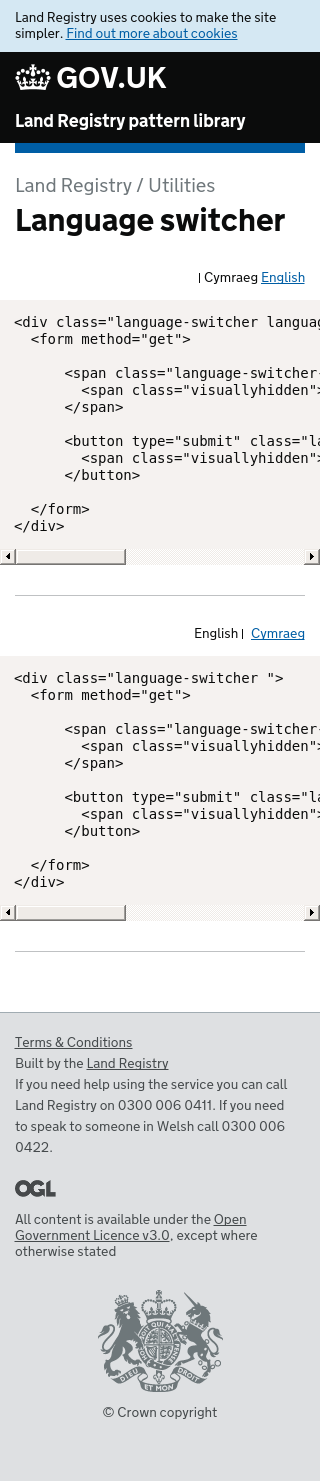 Land Registry uses cookies to make the site
simpler. Find out more about cookies
GOV.UK
Land Registry pattern library
Land Registry / Utilities
Language switcher
| Cymraeg English
<div class="language-switcher langua
<form method="get">
<span class="language-switcher-
<span class="visuallyhidden">
</span>
<button type="submit" class="la
<span class="visuallyhidden">
</button>
</form>
</div>
English | Cymraeg
<div class="language-switcher ">
<form method="get">
<span class="language-switcher-
<span class="visuallyhidden">
</span>
<button type="submit" class="la
<span class="visuallyhidden">
</button>
</form>
</div>
Terms & Conditions
Built by the Land Registry
If you need help using the service you can call
Land Registry on 0300 006 0411. If you need
to speak to someone in Welsh call 0300 006
0422.
OGL
All content is available under the Open
Government Licence v3.0, except where
otherwise stated
DIEU ET MON DROIT
© Crown copyright